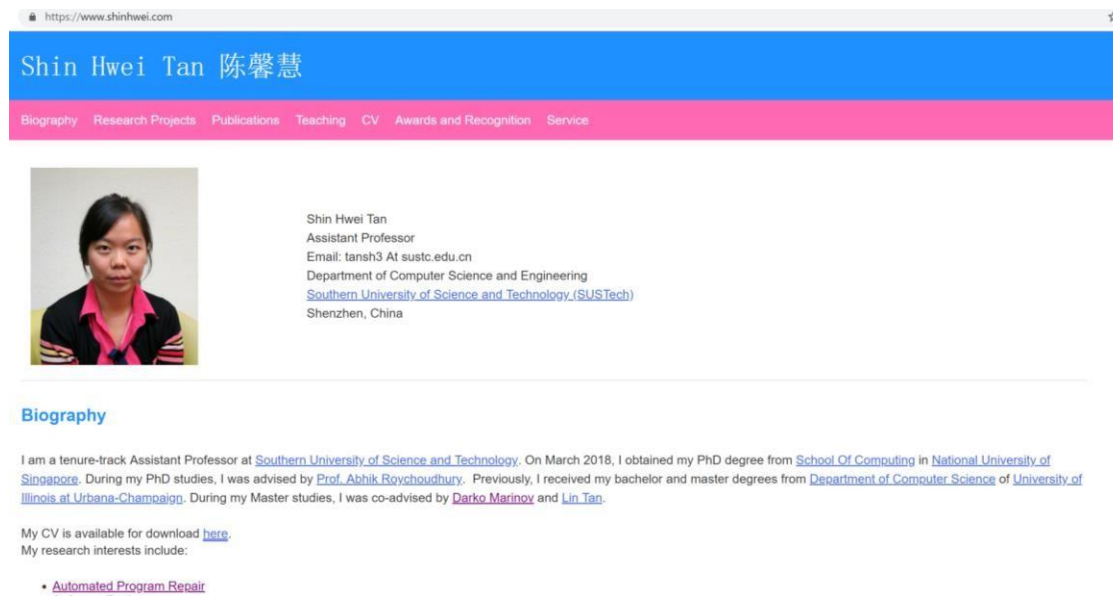 https://www.shinhwei.com
Shin Hwei Tan 陈馨慧
Biography Research Projects Publications Teaching CV Awards and Recognition Service
Shin Hwei Tan
Assistant Professor
Email: tansh3 At sustc.edu.cn
Department of Computer Science and Engineering
Southern University of Science and Technology (SUSTech)
Shenzhen, China
Biography
I am a tenure-track Assistant Professor at Southern University of Science and Technology. On March 2018, I obtained my PhD degree from School Of Computing in National University of
Singapore. During my PhD studies, I was advised by Prof. Abhik Roychoudhury. Previously, I received my bachelor and master degrees from Department of Computer Science of University of
Illinois at Urbana-Champaign. During my Master studies, I was co-advised by Darko Marinov and Lin Tan.
My CV is available for download here.
My research interests include:
• Automated Program Repair